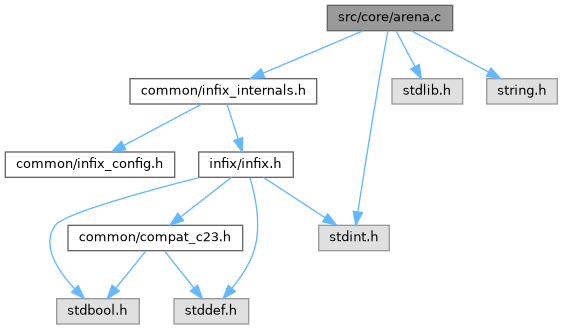 src/core/arena.c
common/infix_internals.h
stdlib.h
string.h
common/infix_config.h
infix/infix.h
common/compat_c23.h
stdint.h
stdbool.h
stddef.h